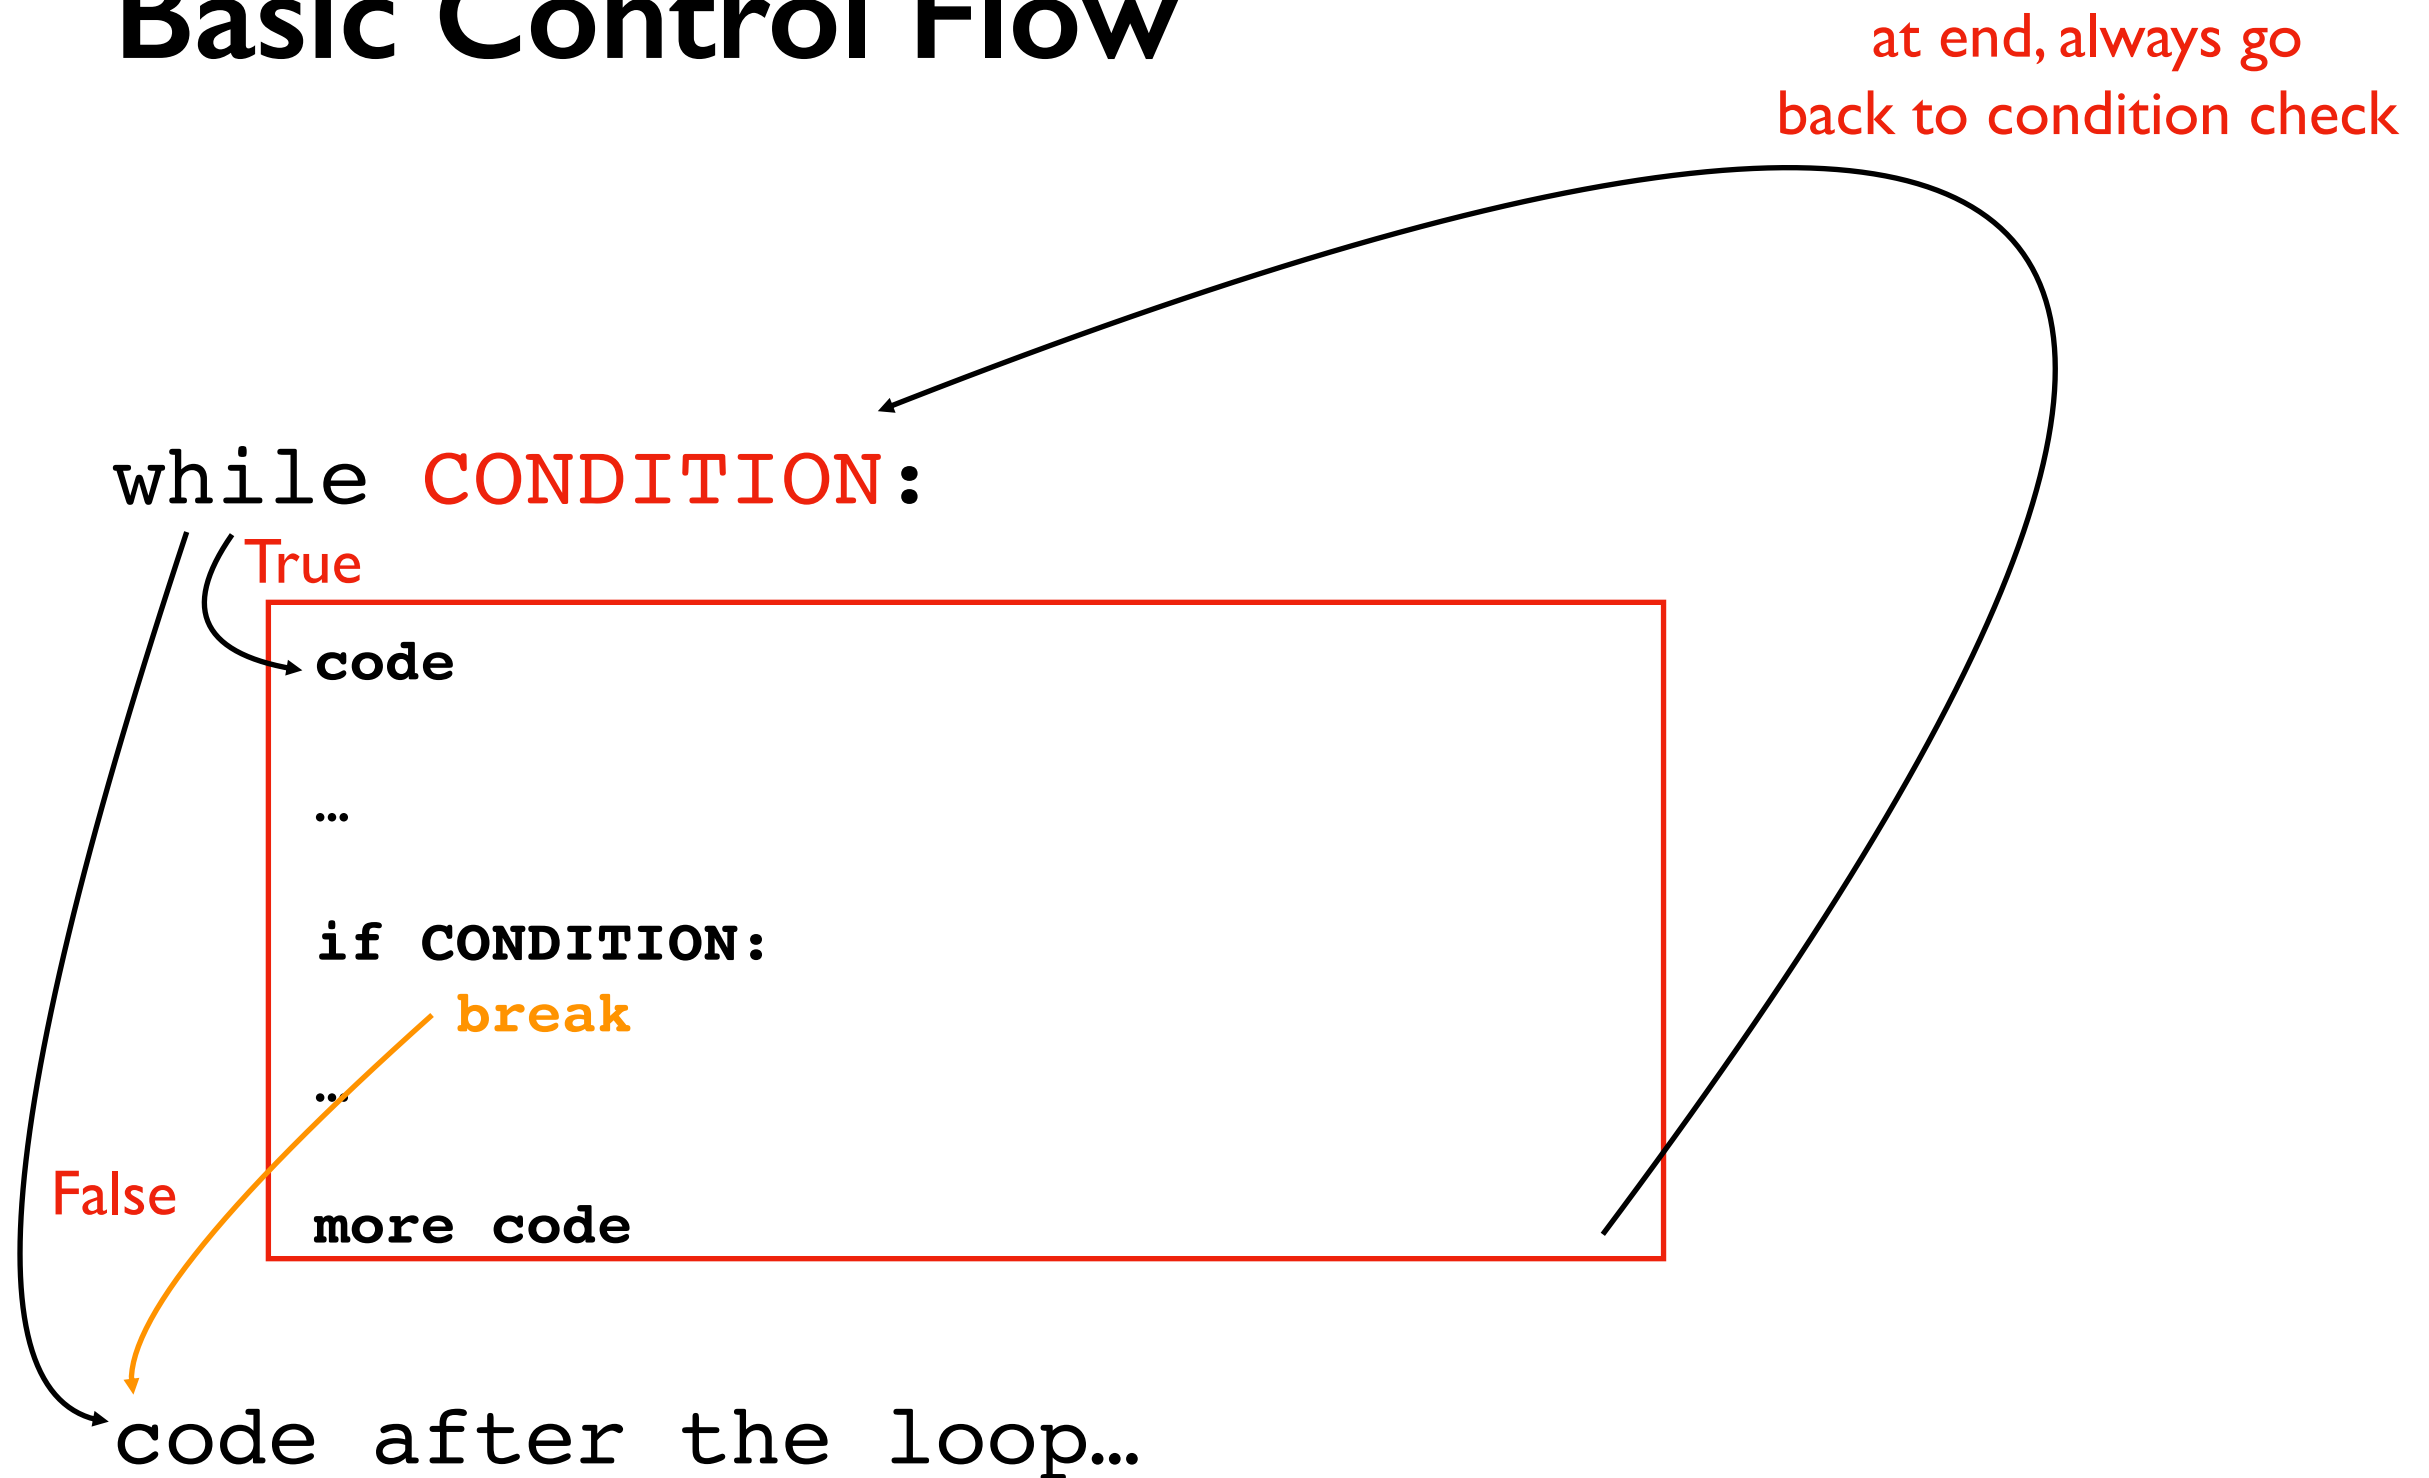 Basic Control Flow
at end, always go
back to condition check
while CONDITION:
True
code
…
if CONDITION:
break
…
False
more code
code after the loop…